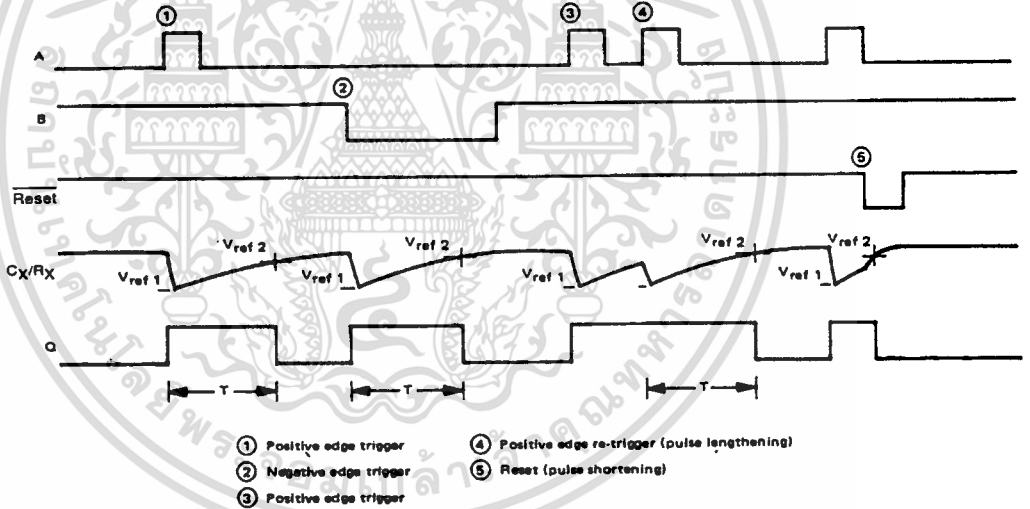 ① ③ ④
A
②
B
⑤
Reset
Vref 2 Vref 2 Vref 2 Vref 2
CX/RX
Vref 1 Vref 1 Vref 1 Vref 1
Q
T T T
① Positive edge trigger
② Negative edge trigger
③ Positive edge trigger
④ Positive edge re-trigger (pulse lengthening)
⑤ Reset (pulse shortening)